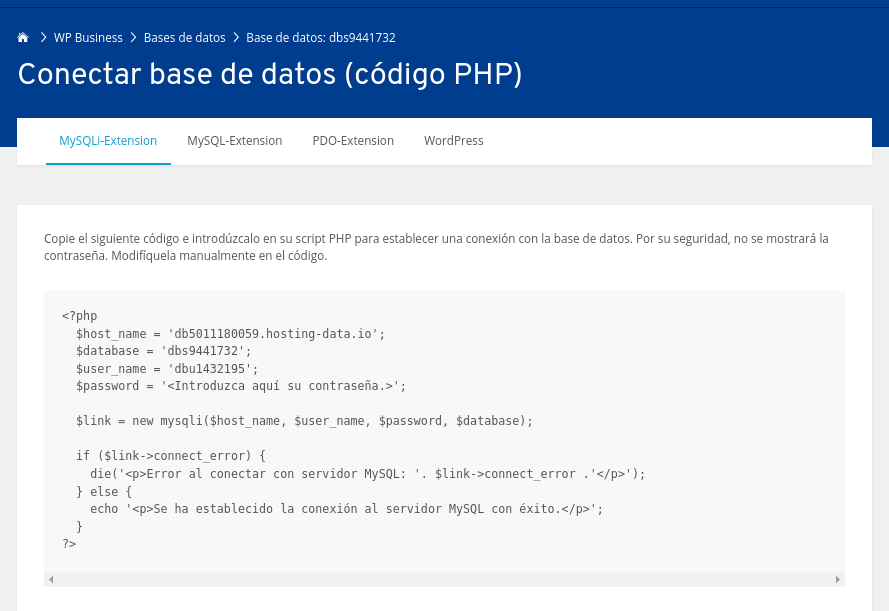 WP Business Bases de datos Base de datos: dbs9441732
Conectar base de datos (código PHP)
MySQLi-Extension MySQL-Extension PDO-Extension WordPress
Copie el siguiente código e introdúzcalo en su script PHP para establecer una conexión con la base de datos. Por su seguridad, no se mostrará la
contraseña. Modifíquela manualmente en el código.
<?php
  $host_name = 'db5011180059.hosting-data.io';
  $database = 'dbs9441732';
  $user_name = 'dbu1432195';
  $password = '<Introduzca aquí su contraseña.>';
  $link = new mysqli($host_name, $user_name, $password, $database);
  if ($link->connect_error) {
    die('<p>Error al conectar con servidor MySQL: '. $link->connect_error .'</p>');
  } else {
    echo '<p>Se ha establecido la conexión al servidor MySQL con éxito.</p>';
  }
?>